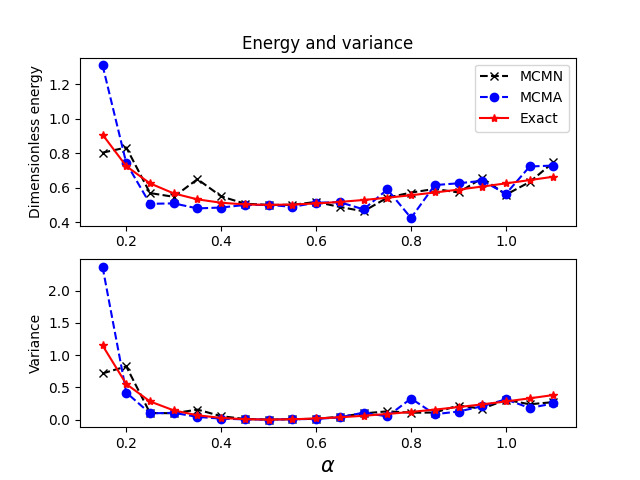 Energy and variance
Dimensionless energy
1.2
1.0
0.8
0.6
0.4
MCMN
MCMA
Exact
0.2 0.4 0.6 0.8 1.0
Variance
2.0
1.5
1.0
0.5
0.0
0.2 0.4 0.6 0.8 1.0
α